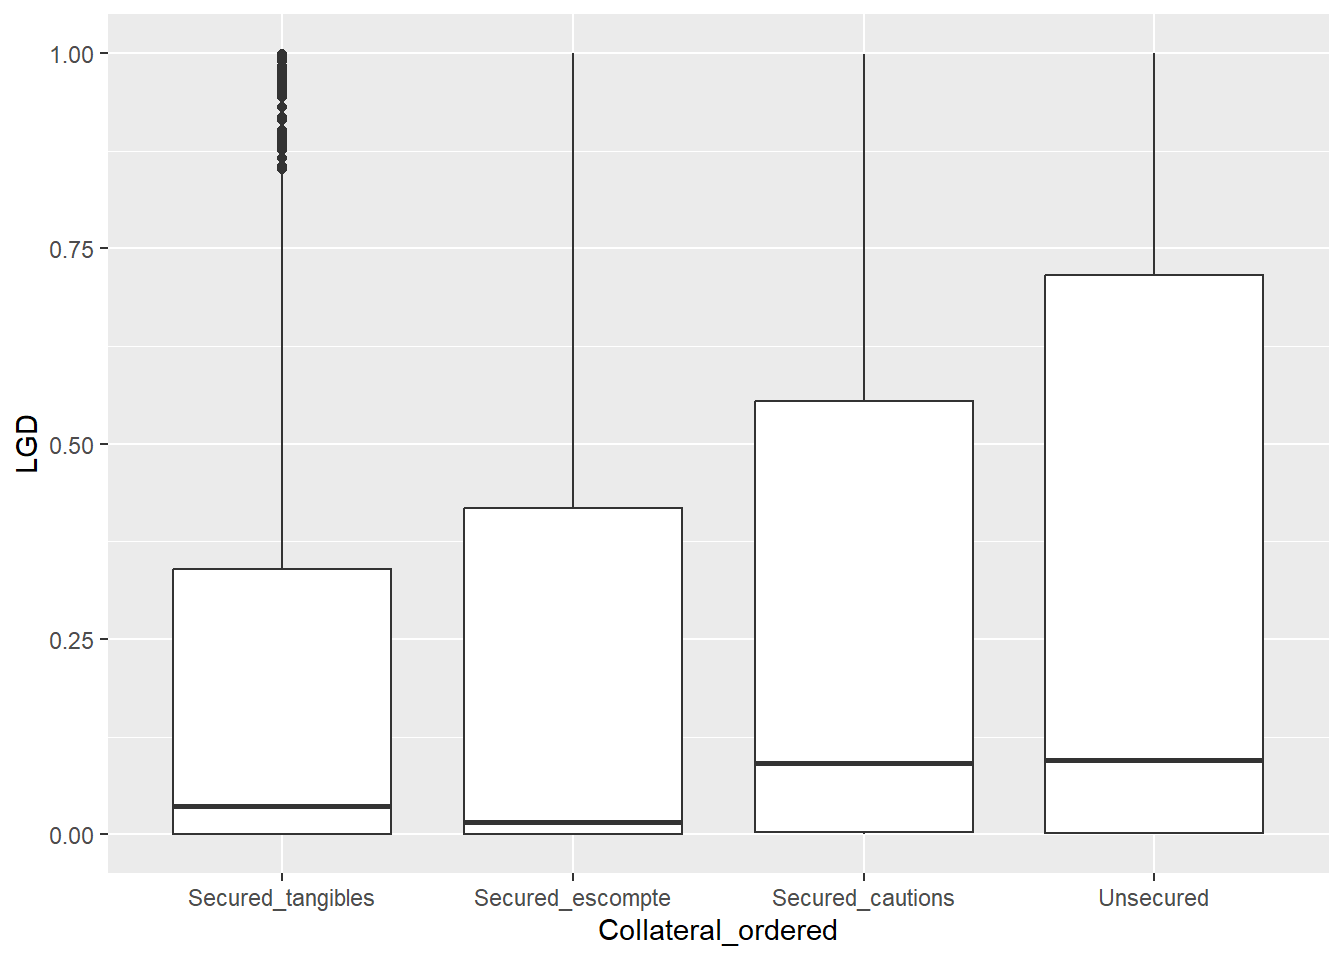 1.00
0.75
0.50
0.25
0.00
LGD
Secured_tangibles
Secured_escompte
Secured_cautions
Unsecured
Collateral_ordered